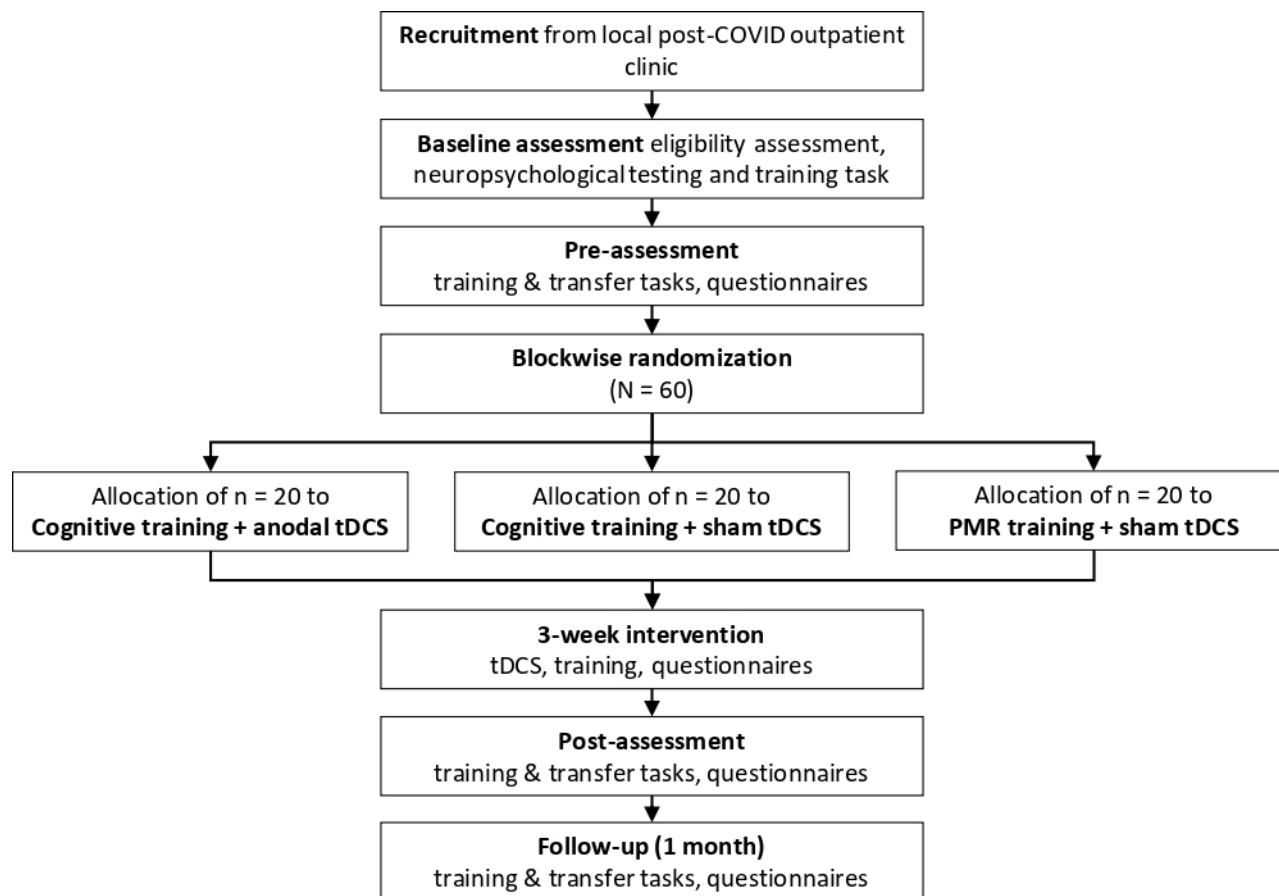 Recruitment from local post-COVID outpatient
clinic
Baseline assessment eligibility assessment,
neuropsychological testing and training task
Pre-assessment
training & transfer tasks, questionnaires
Blockwise randomization
(N = 60)
Allocation of n = 20 to
Cognitive training + anodal tDCS
Allocation of n = 20 to
Cognitive training + sham tDCS
Allocation of n = 20 to
PMR training + sham tDCS
3-week intervention
tDCS, training, questionnaires
Post-assessment
training & transfer tasks, questionnaires
Follow-up (1 month)
training & transfer tasks, questionnaires